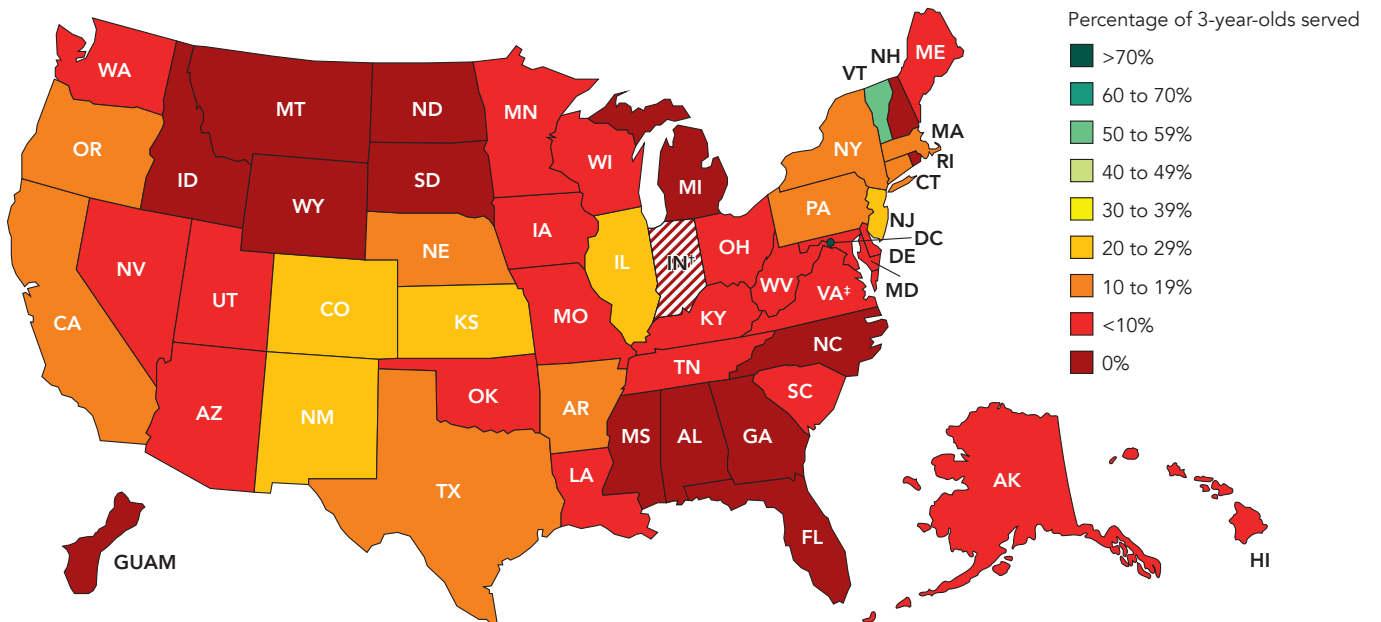 Percentage of 3-year-olds served
>70%
60 to 70%
50 to 59%
40 to 49%
30 to 39%
20 to 29%
10 to 19%
<10%
0%
WA
MT
ND
MN
VT
NH
ME
OR
ID
WY
SD
WI
MI
NY
MA
RI
CT
NV
UT
CO
NE
IA
IL
IN†
OH
PA
NJ
DC
DE
MD
CA
KS
MO
KY
WV
VA‡
AZ
NM
OK
AR
TN
NC
SC
TX
LA
MS
AL
GA
FL
GUAM
AK
HI